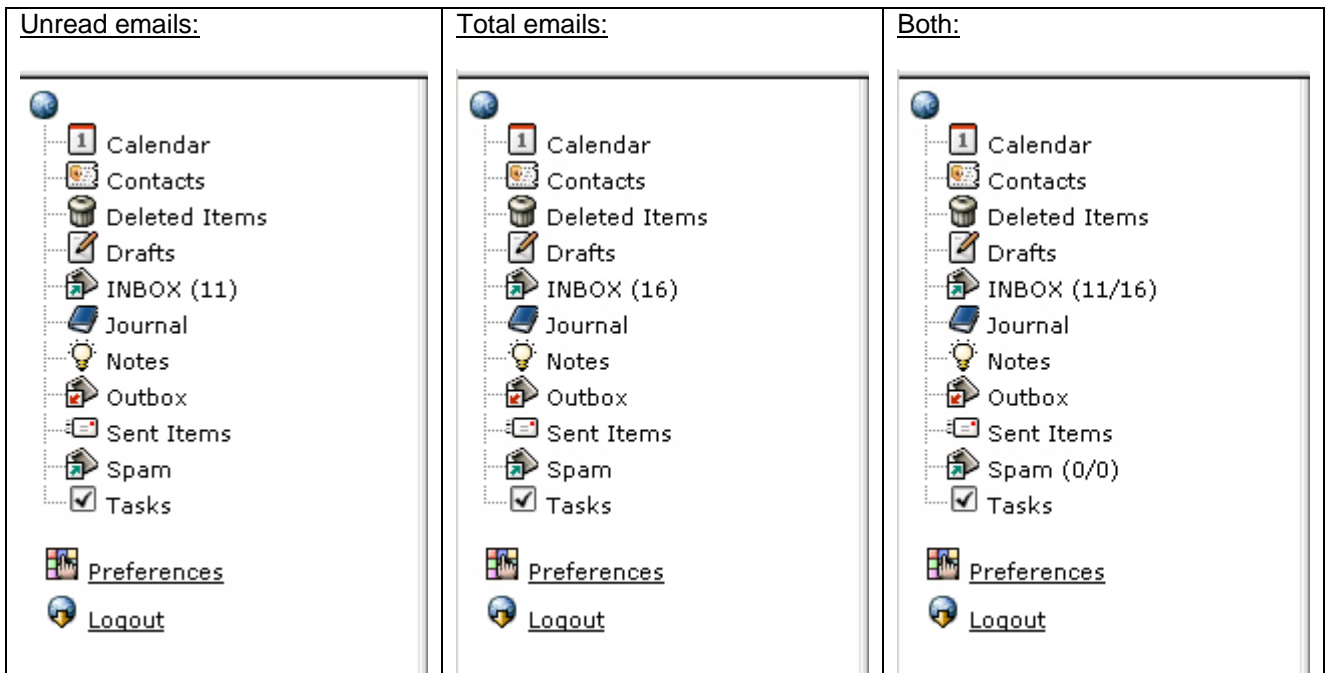 Unread emails:
Calendar
Contacts
Deleted Items
Drafts
INBOX (11)
Journal
Notes
Outbox
Sent Items
Spam
Tasks
Preferences
Logout
Total emails:
Calendar
Contacts
Deleted Items
Drafts
INBOX (16)
Journal
Notes
Outbox
Sent Items
Spam
Tasks
Preferences
Logout
Both:
Calendar
Contacts
Deleted Items
Drafts
INBOX (11/16)
Journal
Notes
Outbox
Sent Items
Spam (0/0)
Tasks
Preferences
Logout